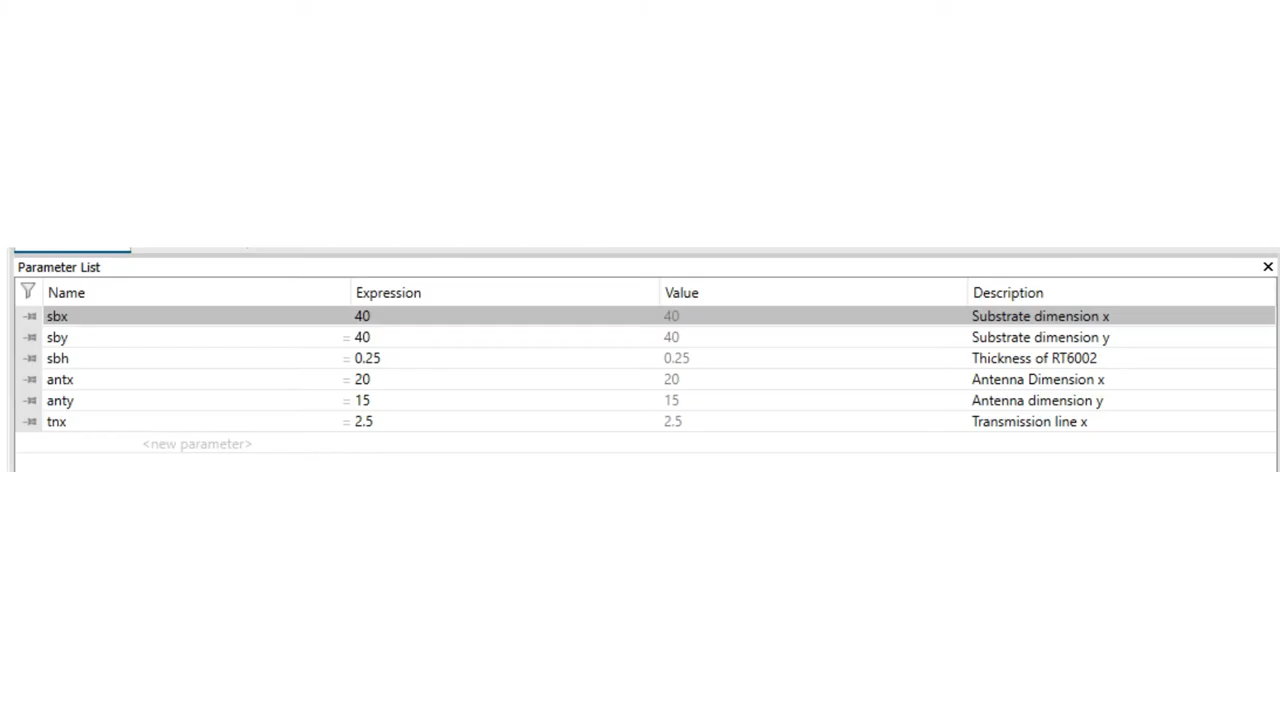 Parameter List
Name Expression Value Description
sbx 40 40 Substrate dimension x
sby = 40 40 Substrate dimension y
sbh = 0.25 0.25 Thickness of RT6002
antx = 20 20 Antenna Dimension x
anty = 15 15 Antenna dimension y
tnx = 2.5 2.5 Transmission line x
<new parameter>